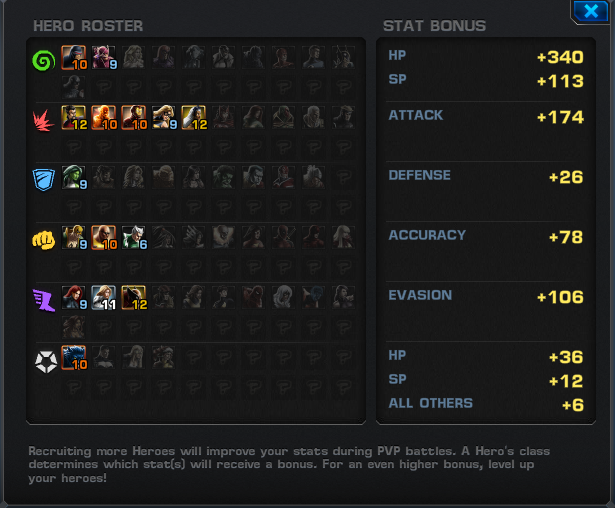 HERO ROSTER
STAT BONUS
10 9
HP +340
SP +113
12 10 10 9 12
ATTACK +174
9
DEFENSE +26
9 10 6
ACCURACY +78
9 11 12
EVASION +106
10
HP +36
SP +12
ALL OTHERS +6
Recruiting more Heroes will improve your stats during PVP battles. A Hero's class
determines which stat(s) will receive a bonus. For an even higher bonus, level up
your heroes!